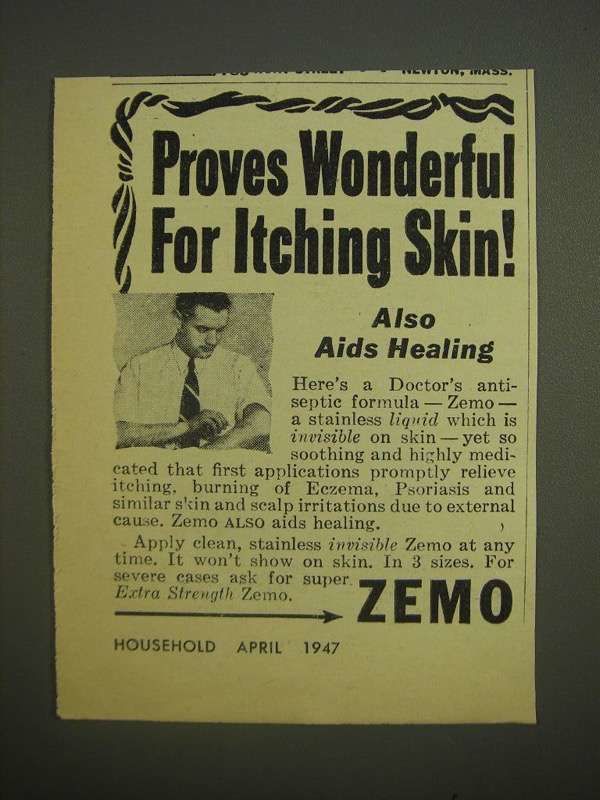 STREET • • NEWTON, MASS.
Proves Wonderful
For Itching Skin!
Also
Aids Healing
Here's a Doctor's anti-
septic formula — Zemo —
a stainless liquid which is
invisible on skin — yet so
soothing and highly medi-
cated that first applications promptly relieve
itching, burning of Eczema, Psoriasis and
similar skin and scalp irritations due to external
cause. Zemo ALSO aids healing.
Apply clean, stainless invisible Zemo at any
time. It won't show on skin. In 3 sizes. For
severe cases ask for super
Extra Strength Zemo.
ZEMO
HOUSEHOLD APRIL 1947